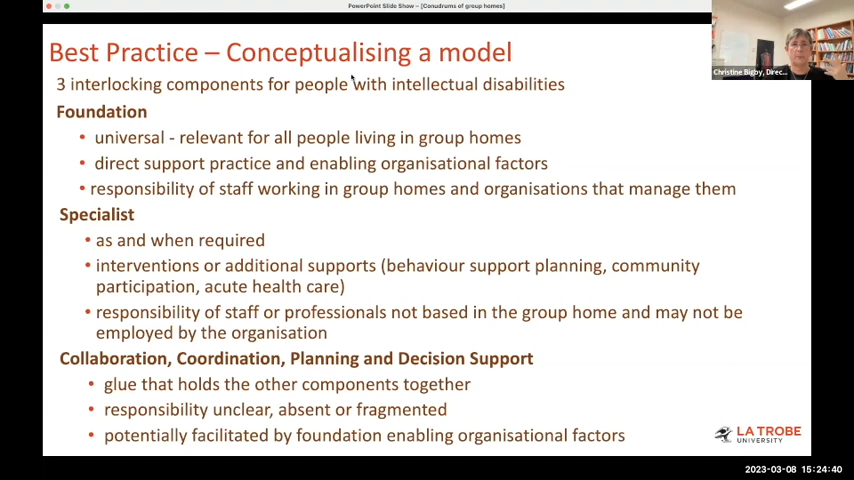 PowerPoint Slide Show – [Conudrums of group homes]
Best Practice – Conceptualising a model
3 interlocking components for people with intellectual disabilities
Foundation
• universal - relevant for all people living in group homes
• direct support practice and enabling organisational factors
• responsibility of staff working in group homes and organisations that manage them
Specialist
• as and when required
• interventions or additional supports (behaviour support planning, community
participation, acute health care)
• responsibility of staff or professionals not based in the group home and may not be
employed by the organisation
Collaboration, Coordination, Planning and Decision Support
• glue that holds the other components together
• responsibility unclear, absent or fragmented
• potentially facilitated by foundation enabling organisational factors
Christine Bigby, Direc...
LA TROBE
UNIVERSITY
2023-03-08 15:24:40